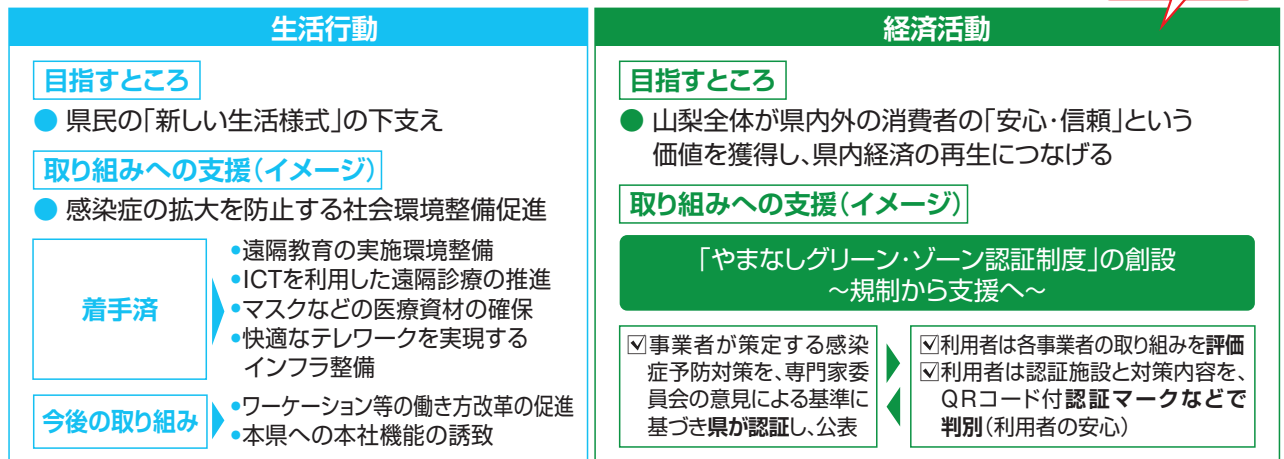 生活行動
目指すところ
● 県民の「新しい生活様式」の下支え
取り組みへの支援(イメージ)
● 感染症の拡大を防止する社会環境整備促進
着手済
•遠隔教育の実施環境整備
•ICTを利用した遠隔診療の推進
•マスクなどの医療資材の確保
•快適なテレワークを実現する
インフラ整備
今後の取り組み
•ワーケーション等の働き方改革の促進
•本県への本社機能の誘致
経済活動
目指すところ
● 山梨全体が県内外の消費者の「安心・信頼」という
価値を獲得し、県内経済の再生につなげる
取り組みへの支援(イメージ)
「やまなしグリーン・ゾーン認証制度」の創設
～規制から支援へ～
☑事業者が策定する感染
症予防対策を、専門家委
員会の意見による基準に
基づき県が認証し、公表
☑利用者は各事業者の取り組みを評価
☑利用者は認証施設と対策内容を、
QRコード付認証マークなどで
判別(利用者の安心)